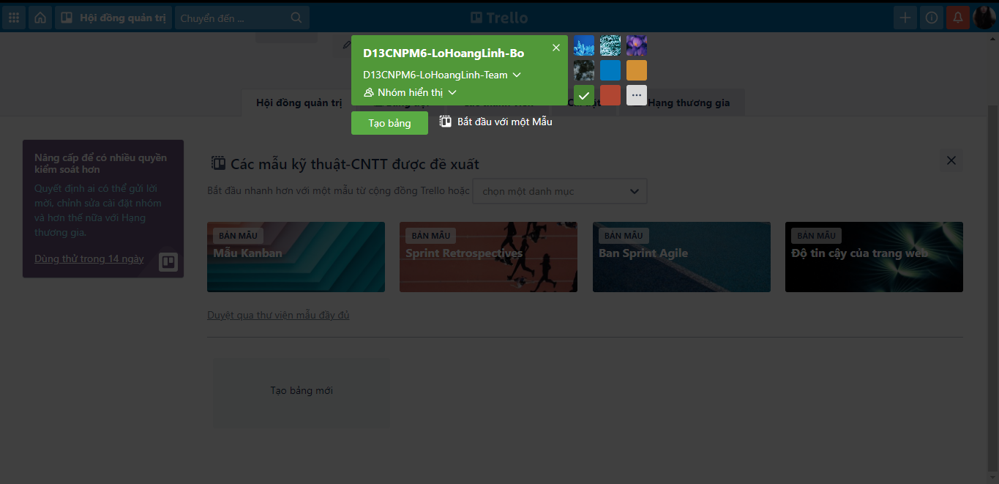 Hội đồng quản trị
Chuyển đến ...
Trello
D13CNPM6-LoHoangLinh-Bo
D13CNPM6-LoHoangLinh-Team
Nhóm hiển thị
Hội đồng quản trị
Hạng thương gia
Tạo bảng
Bắt đầu với một Mẫu
Nâng cấp để có nhiều quyền
kiểm soát hơn
Quyết định ai có thể gửi lời
mời, chỉnh sửa cài đặt nhóm
và hơn thế nữa với Hạng
thương gia.
Dùng thử trong 14 ngày
Các mẫu kỹ thuật-CNTT được đề xuất
Bắt đầu nhanh hơn với một mẫu từ cộng đồng Trello hoặc
chọn một danh mục
BẢN MẪU
Mẫu Kanban
BẢN MẪU
Sprint Retrospectives
BẢN MẪU
Ban Sprint Agile
BẢN MẪU
Độ tin cậy của trang web
Duyệt qua thư viện mẫu đầy đủ
Tạo bảng mới